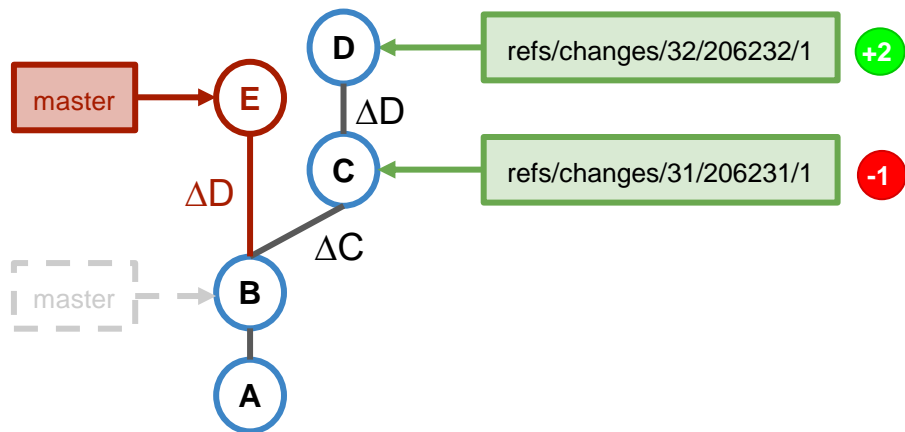 D
refs/changes/32/206232/1
+2
master
E
ΔD
ΔD
C
refs/changes/31/206231/1
-1
ΔC
master
B
A